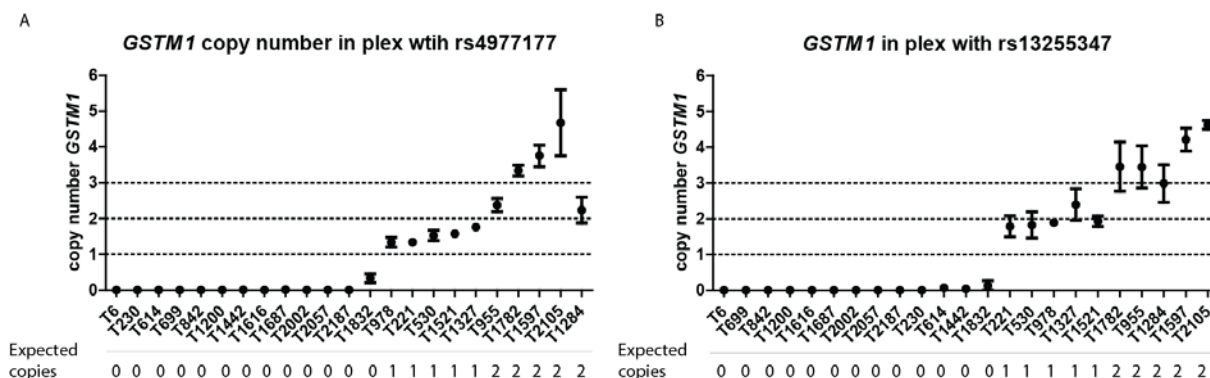 A
GSTM1 copy number in plex wtih rs4977177
copy number GSTM1
6
5
4
3
2
1
0
T6 T230 T614 T699 T842 T1200 T1442 T1616 T1687 T2002 T2057 T2187 T1832 T978 T221 T530 T1521 T1327 T955 T1782 T1597 T2105 T1284
Expected
copies 0 0 0 0 0 0 0 0 0 0 0 0 0 1 1 1 1 1 2 2 2 2 2
B
GSTM1 in plex with rs13255347
copy number GSTM1
6
5
4
3
2
1
0
T6 T699 T842 T1200 T1616 T1687 T2002 T2057 T2187 T230 T614 T1442 T1832 T221 T530 T978 T1327 T1521 T1782 T955 T1284 T1597 T2105
Expected
copies 0 0 0 0 0 0 0 0 0 0 0 0 0 1 1 1 1 1 2 2 2 2 2